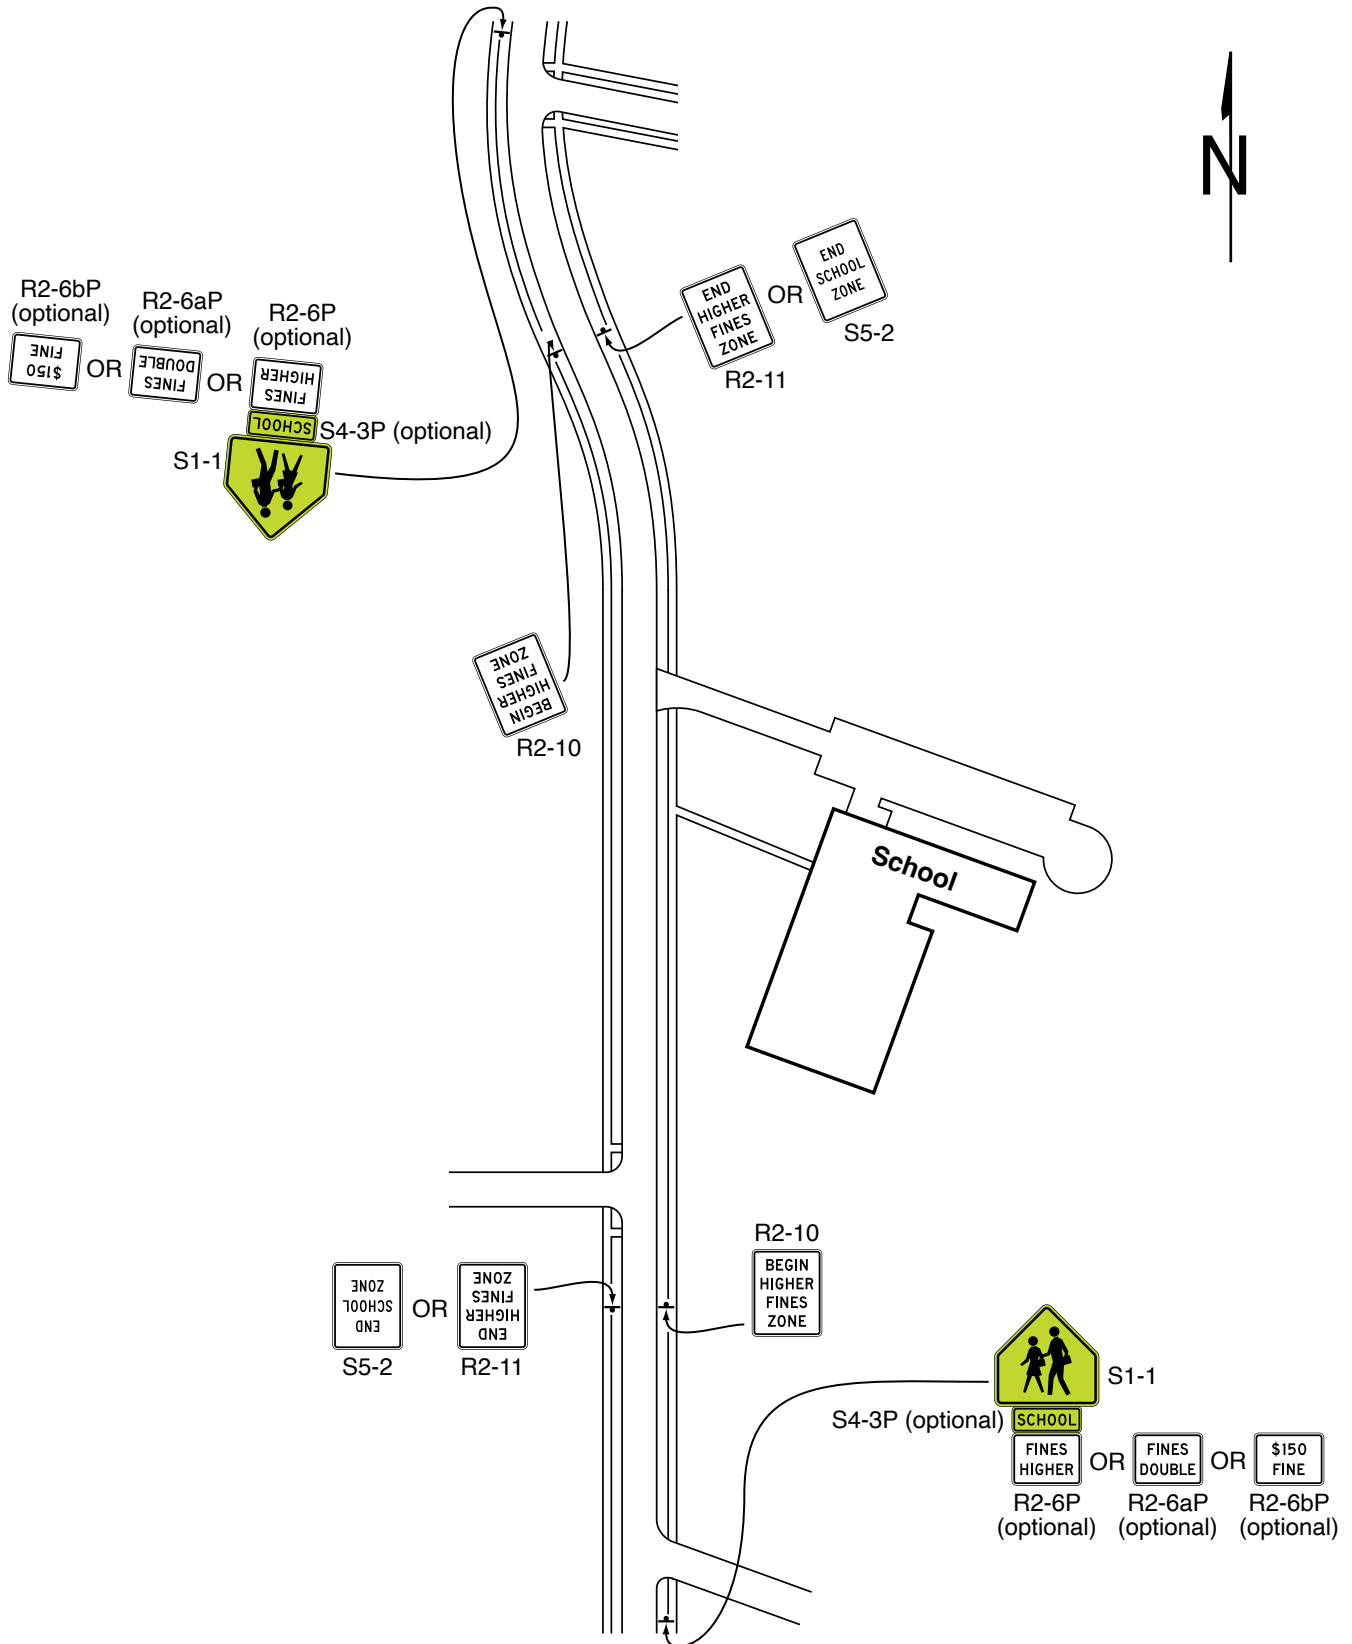 N
END
SCHOOL
ZONE
S5-2
OR
END
HIGHER
FINES
ZONE
R2-11
R2-6bP
(optional)
R2-6aP
(optional)
R2-6P
(optional)
$150
FINE
OR
FINES
DOUBLE
OR
FINES
HIGHER
SCHOOL
S4-3P (optional)
S1-1
BEGIN
HIGHER
FINES
ZONE
R2-10
School
R2-10
BEGIN
HIGHER
FINES
ZONE
END
SCHOOL
ZONE
S5-2
OR
END
HIGHER
FINES
ZONE
R2-11
S1-1
S4-3P (optional)
SCHOOL
FINES
HIGHER
OR
FINES
DOUBLE
OR
$150
FINE
R2-6P
(optional)
R2-6aP
(optional)
R2-6bP
(optional)